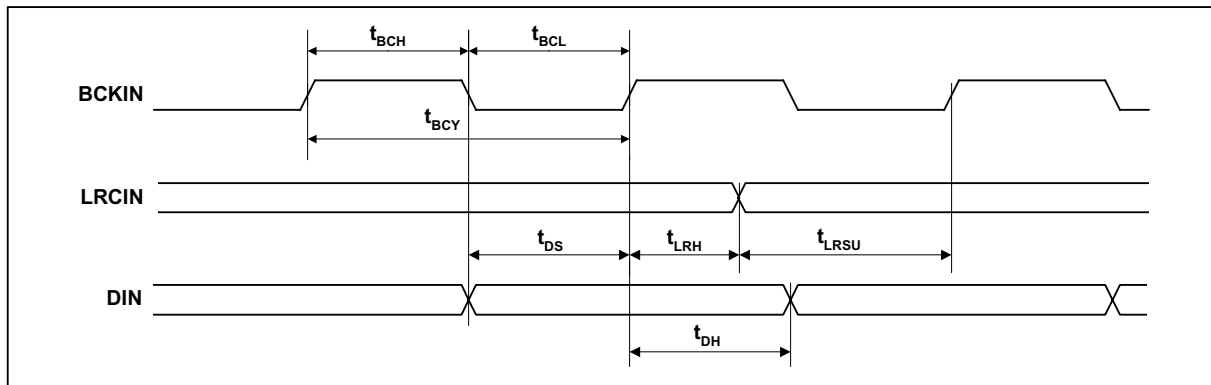 tBCH tBCL
BCKIN
tBCY
LRCIN
tDS tLRH tLRSU
DIN
tDH